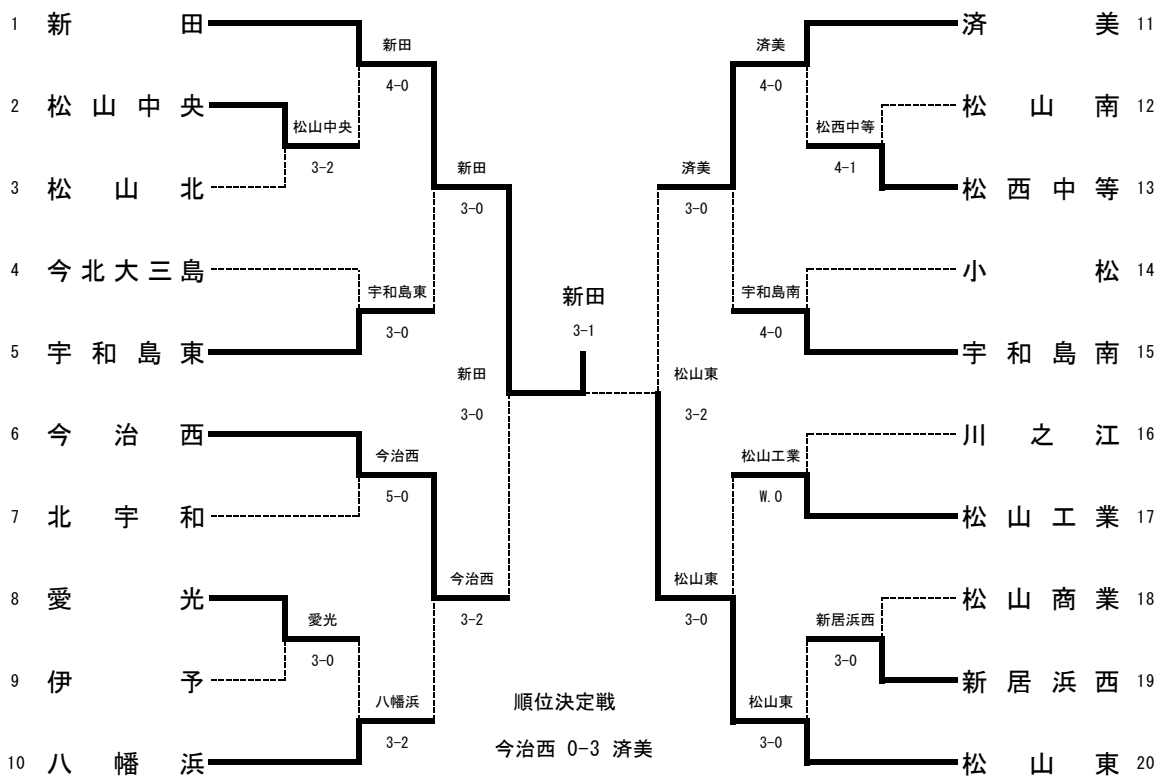 1 新田
新田
4-0
2 松山中央
松山中央
3-2
3 松山北
新田
3-0
4 今北大三島
宇和島東
3-0
5 宇和島東
新田
3-0
6 今治西
今治西
5-0
7 北宇和
今治西
3-2
8 愛光
愛光
3-0
9 伊予
八幡浜
3-2
10 八幡浜
新田
3-1
順位決定戦
今治西 0-3 済美
済美 11
済美
4-0
松山南 12
松西中等
4-1
松西中等 13
済美
3-0
小松 14
宇和島南
4-0
宇和島南 15
松山東
3-2
川之江 16
松山工業
W.0
松山工業 17
松山東
3-0
松山商業 18
新居浜西
3-0
新居浜西 19
松山東
3-0
松山東 20